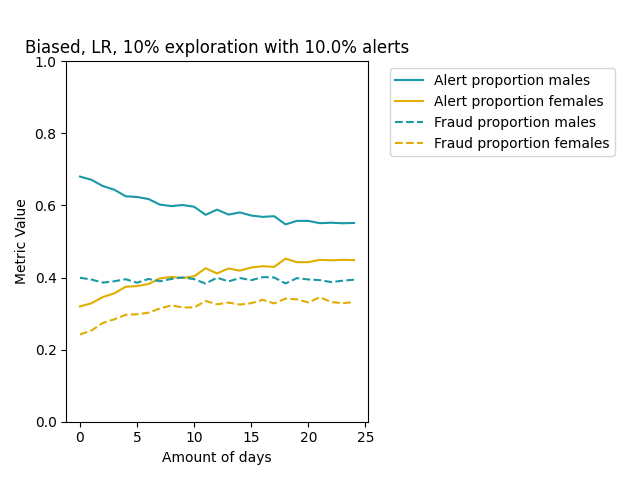 Biased, LR, 10% exploration with 10.0% alerts
1.0
0.8
0.6
0.4
0.2
0.0
Metric Value
0 5 10 15 20 25
Amount of days
Alert proportion males
Alert proportion females
Fraud proportion males
Fraud proportion females